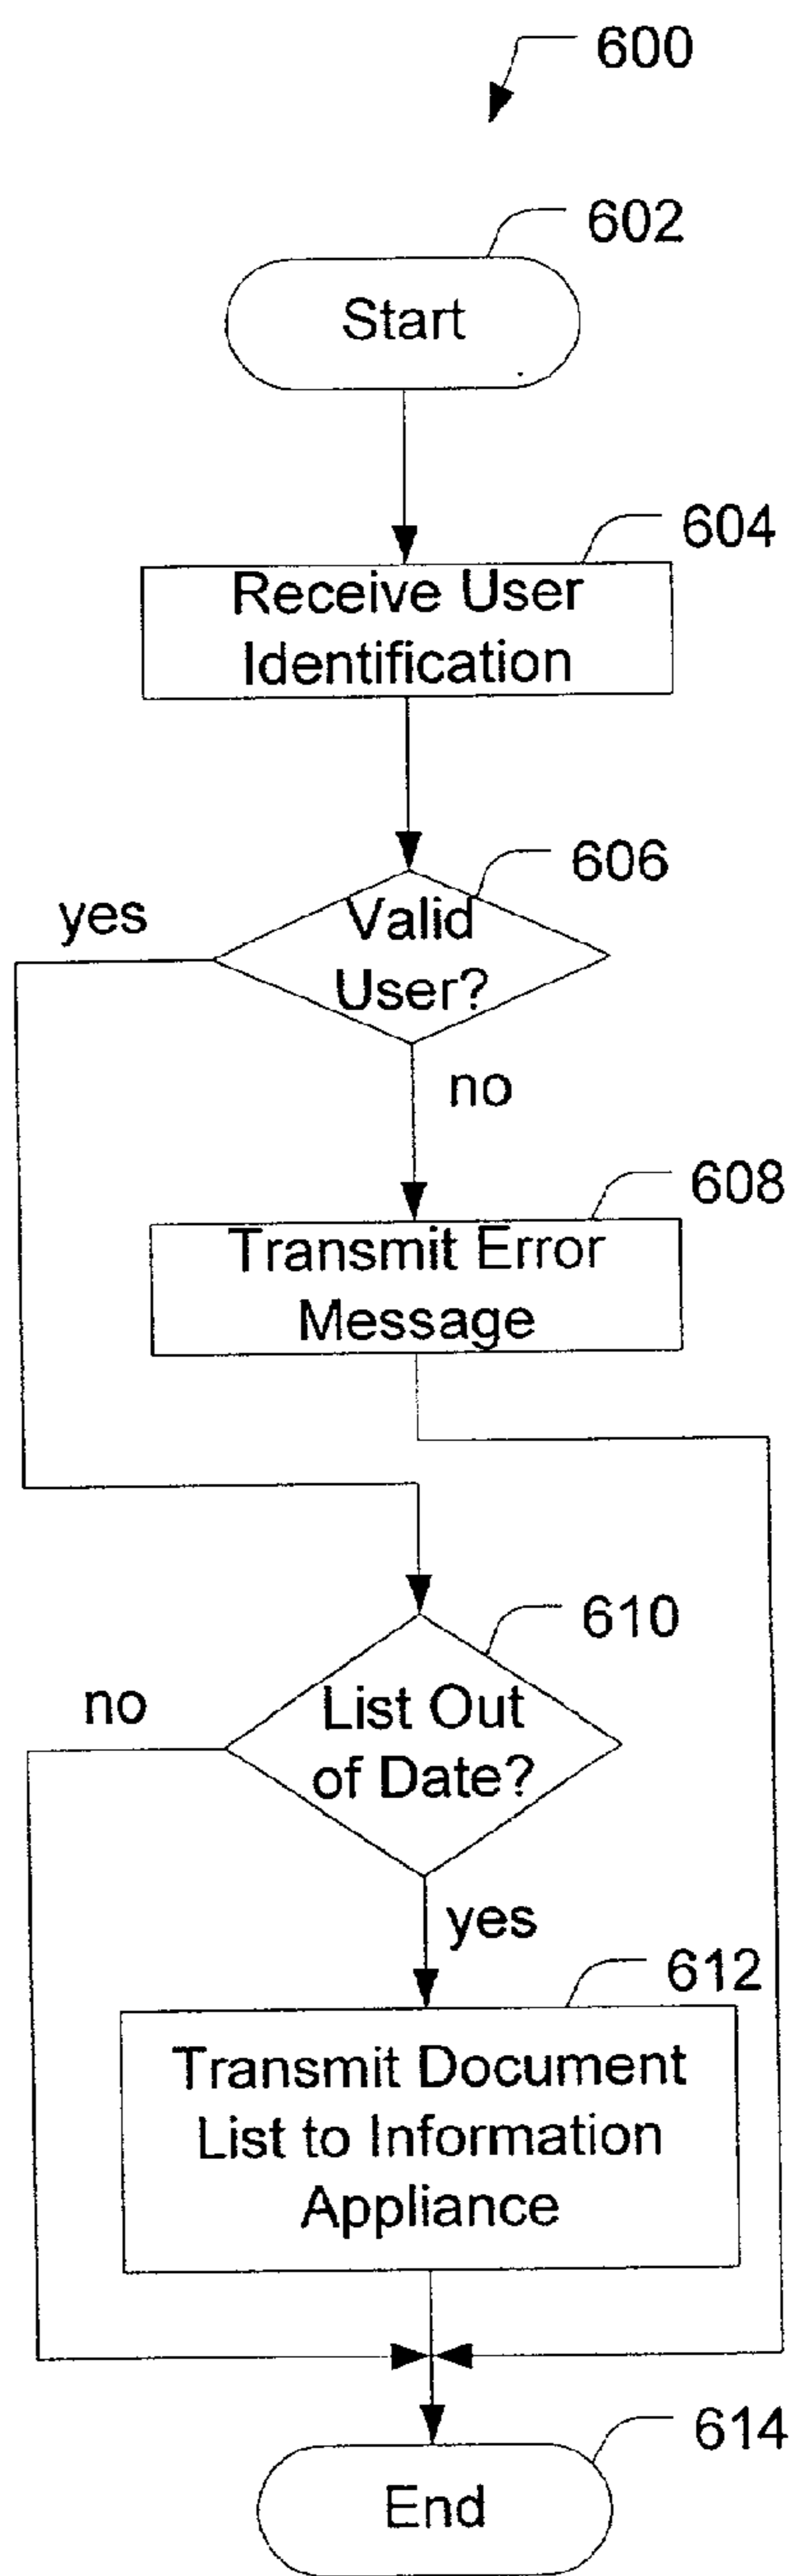 600
602
Start
604
Receive User
Identification
606
yes
Valid
User?
no
608
Transmit Error
Message
610
no
List Out
of Date?
yes
612
Transmit Document
List to Information
Appliance
614
End